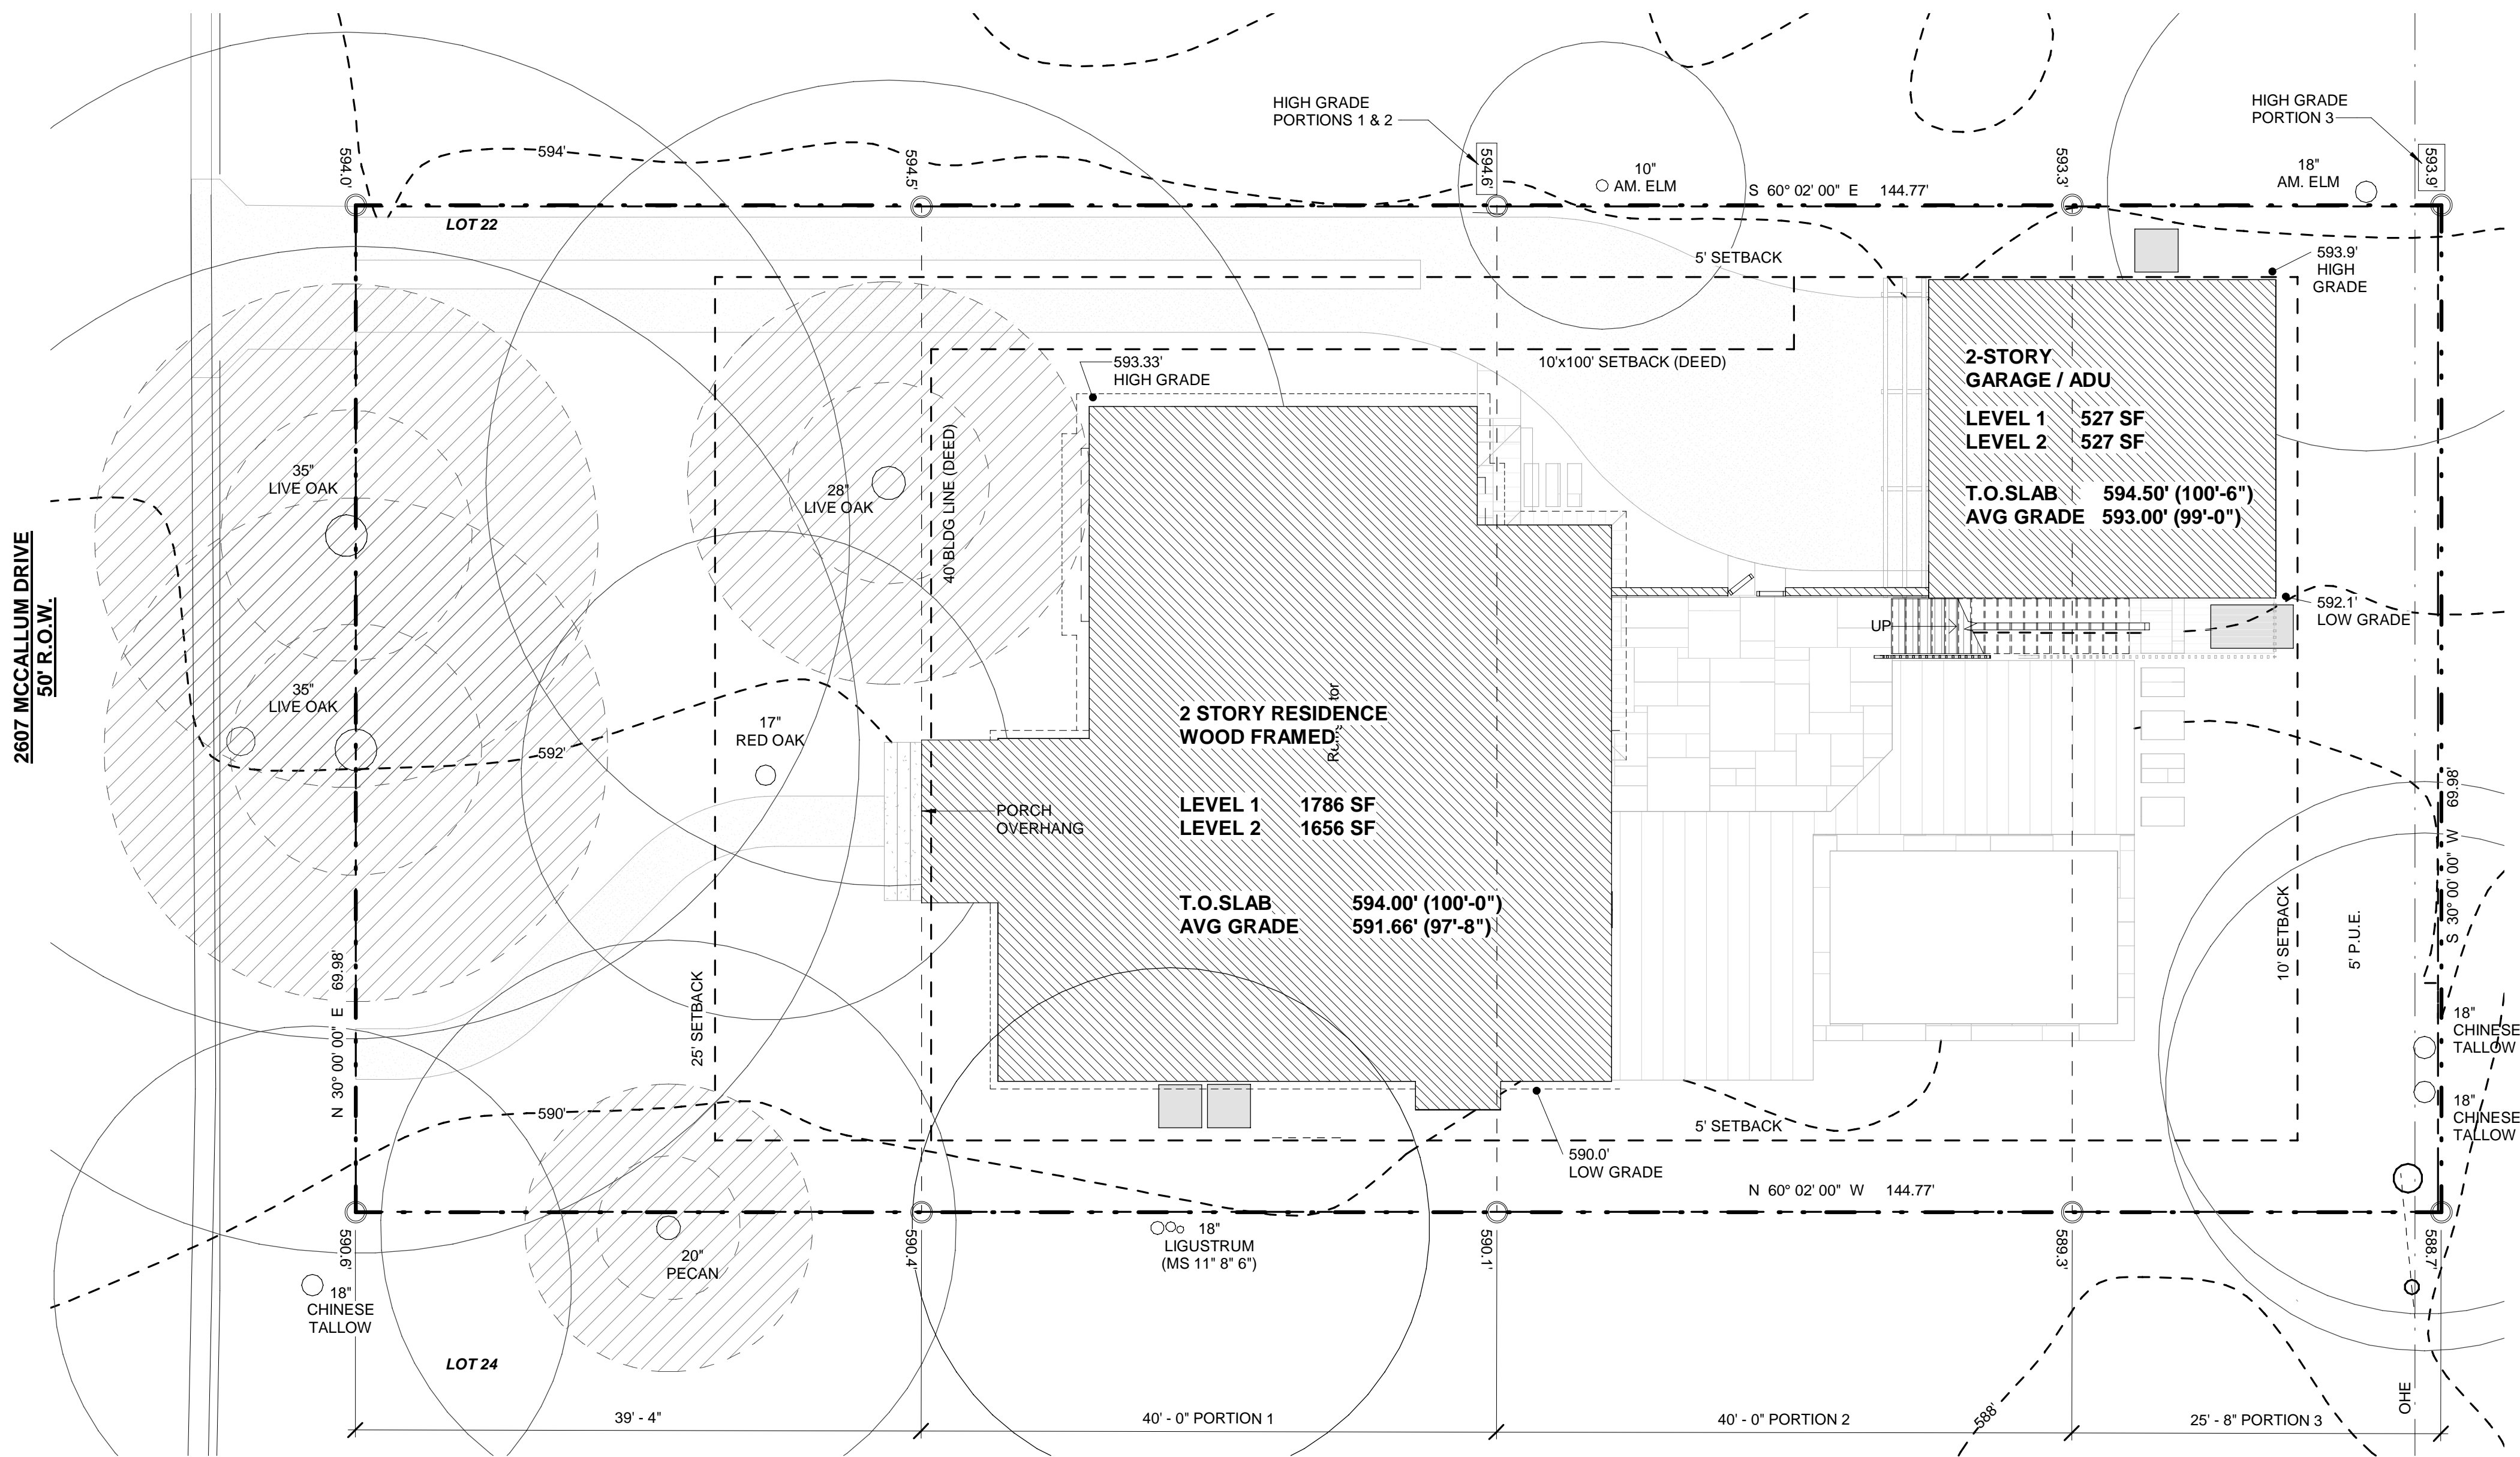 HIGH GRADE
PORTIONS 1 & 2
HIGH GRADE
PORTION 3
594'
594.0'
594.5'
594.6'
593.3'
593.9'
10"
AM. ELM
18"
AM. ELM
S 60° 02' 00" E 144.77'
LOT 22
5' SETBACK
593.9'
HIGH
GRADE
593.33'
HIGH GRADE
10'x100' SETBACK (DEED)
2-STORY
GARAGE / ADU
LEVEL 1 527 SF
LEVEL 2 527 SF
T.O.SLAB 594.50' (100'-6")
AVG GRADE 593.00' (99'-0")
35"
LIVE OAK
28"
LIVE OAK
40' BLDG LINE (DEED)
2607 MCCALLUM DRIVE
50' R.O.W.
592.1'
LOW GRADE
UP
35"
LIVE OAK
17"
RED OAK
592'
2 STORY RESIDENCE
WOOD FRAMED
PORCH
OVERHANG
LEVEL 1 1786 SF
LEVEL 2 1656 SF
T.O.SLAB 594.00' (100'-0")
AVG GRADE 591.66' (97'-8")
S 30° 00' 00" W 69.98'
10' SETBACK
5' P.U.E.
N 30° 00' 00" E 69.98'
25' SETBACK
18"
CHINESE
TALLOW
18"
CHINESE
TALLOW
590'
5' SETBACK
590.0'
LOW GRADE
N 60° 02' 00" W 144.77'
590.6'
590.4'
590.1'
589.3'
588.7'
18"
LIGUSTRUM
(MS 11" 8" 6")
20"
PECAN
18"
CHINESE
TALLOW
LOT 24
OHE
588'
39' - 4"
40' - 0" PORTION 1
40' - 0" PORTION 2
25' - 8" PORTION 3